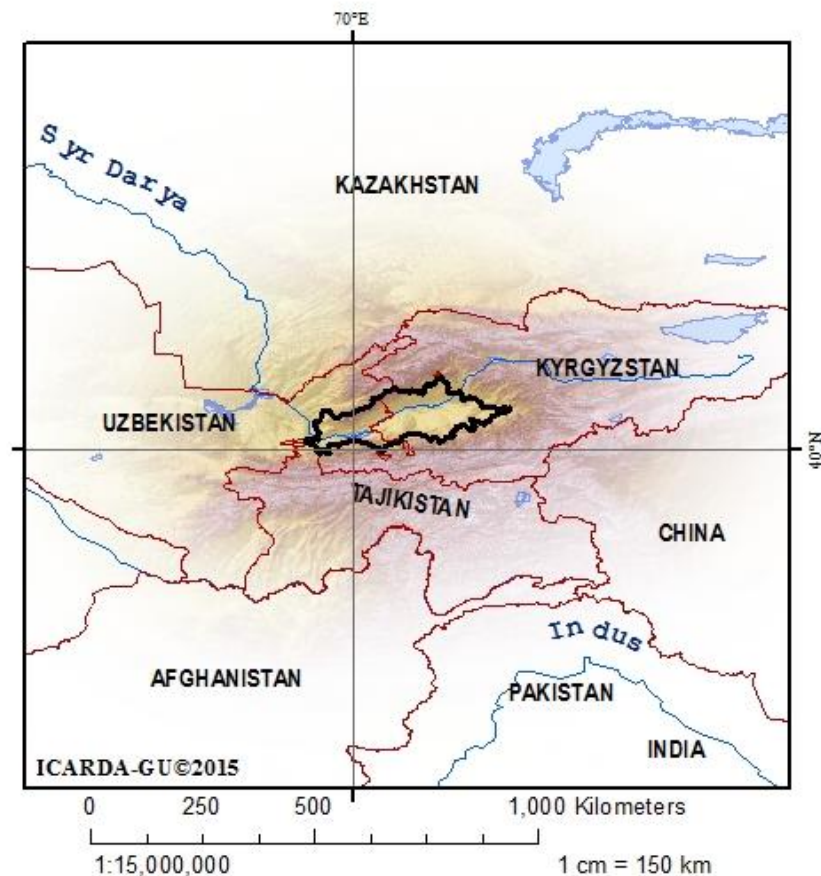 70°E
Syr Darya
KAZAKHSTAN
KYRGYZSTAN
UZBEKISTAN
40°N
TAJIKISTAN
CHINA
Indus
AFGHANISTAN
PAKISTAN
INDIA
ICARDA-GU©2015
0 250 500 1,000 Kilometers
1:15,000,000 1 cm = 150 km